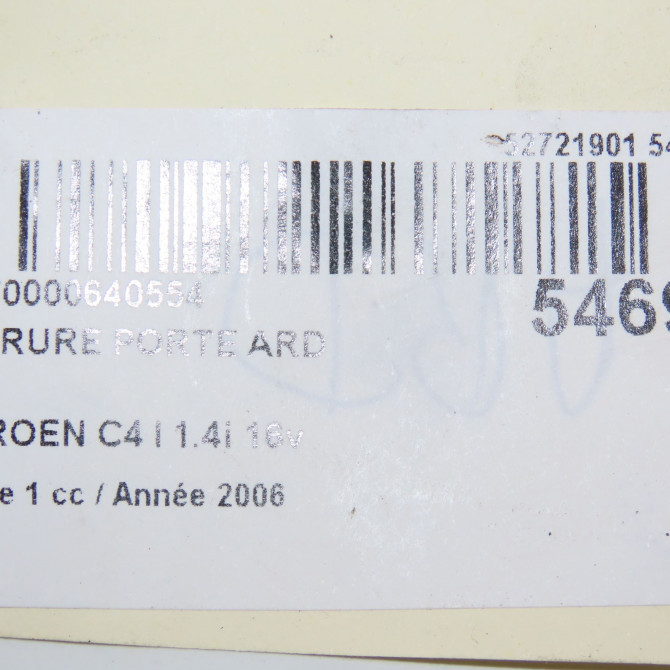 52721901 54
0000640554
5469
RURE PORTE ARD
ROEN C4 I 1.4i 16v
e 1 cc / Année 2006